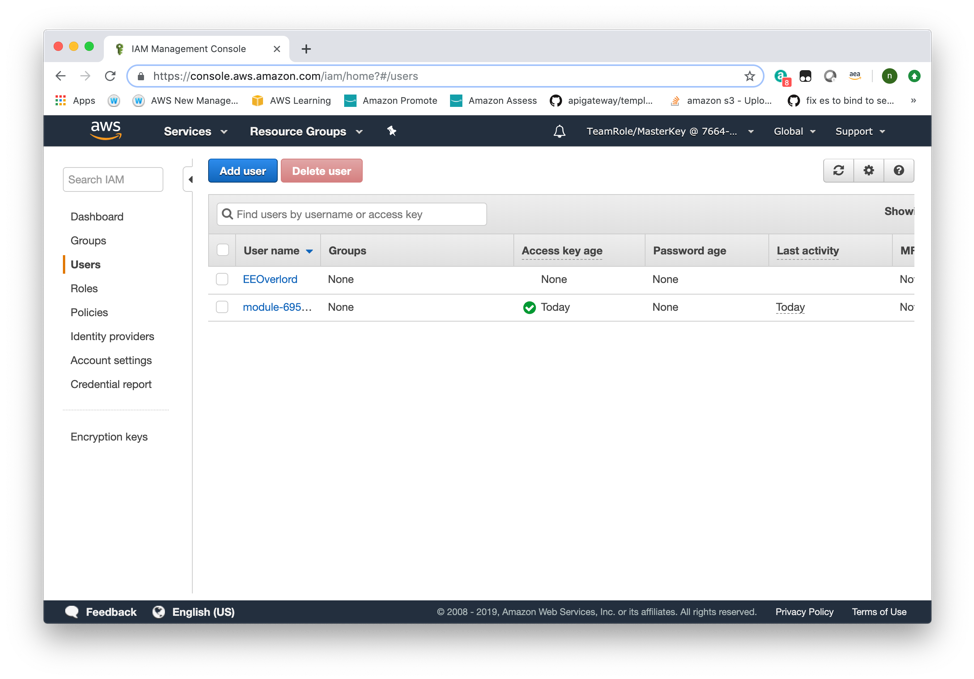 IAM Management Console
https://console.aws.amazon.com/iam/home?#/users
8
aea
n
Apps
AWS New Manage...
AWS Learning
Amazon Promote
Amazon Assess
apigateway/templ...
amazon s3 - Uplo...
fix es to bind to se...
»
aws
Services
Resource Groups
TeamRole/MasterKey @ 7664-...
Global
Support
Search IAM
Add user
Delete user
Dashboard
Groups
Users
Roles
Policies
Identity providers
Account settings
Credential report
Encryption keys
Find users by username or access key
Showi
User name Groups Access key age Password age Last activity MF
EEOverlord None None None No
module-695... None Today None Today No
Feedback English (US) © 2008 - 2019, Amazon Web Services, Inc. or its affiliates. All rights reserved. Privacy Policy Terms of Use